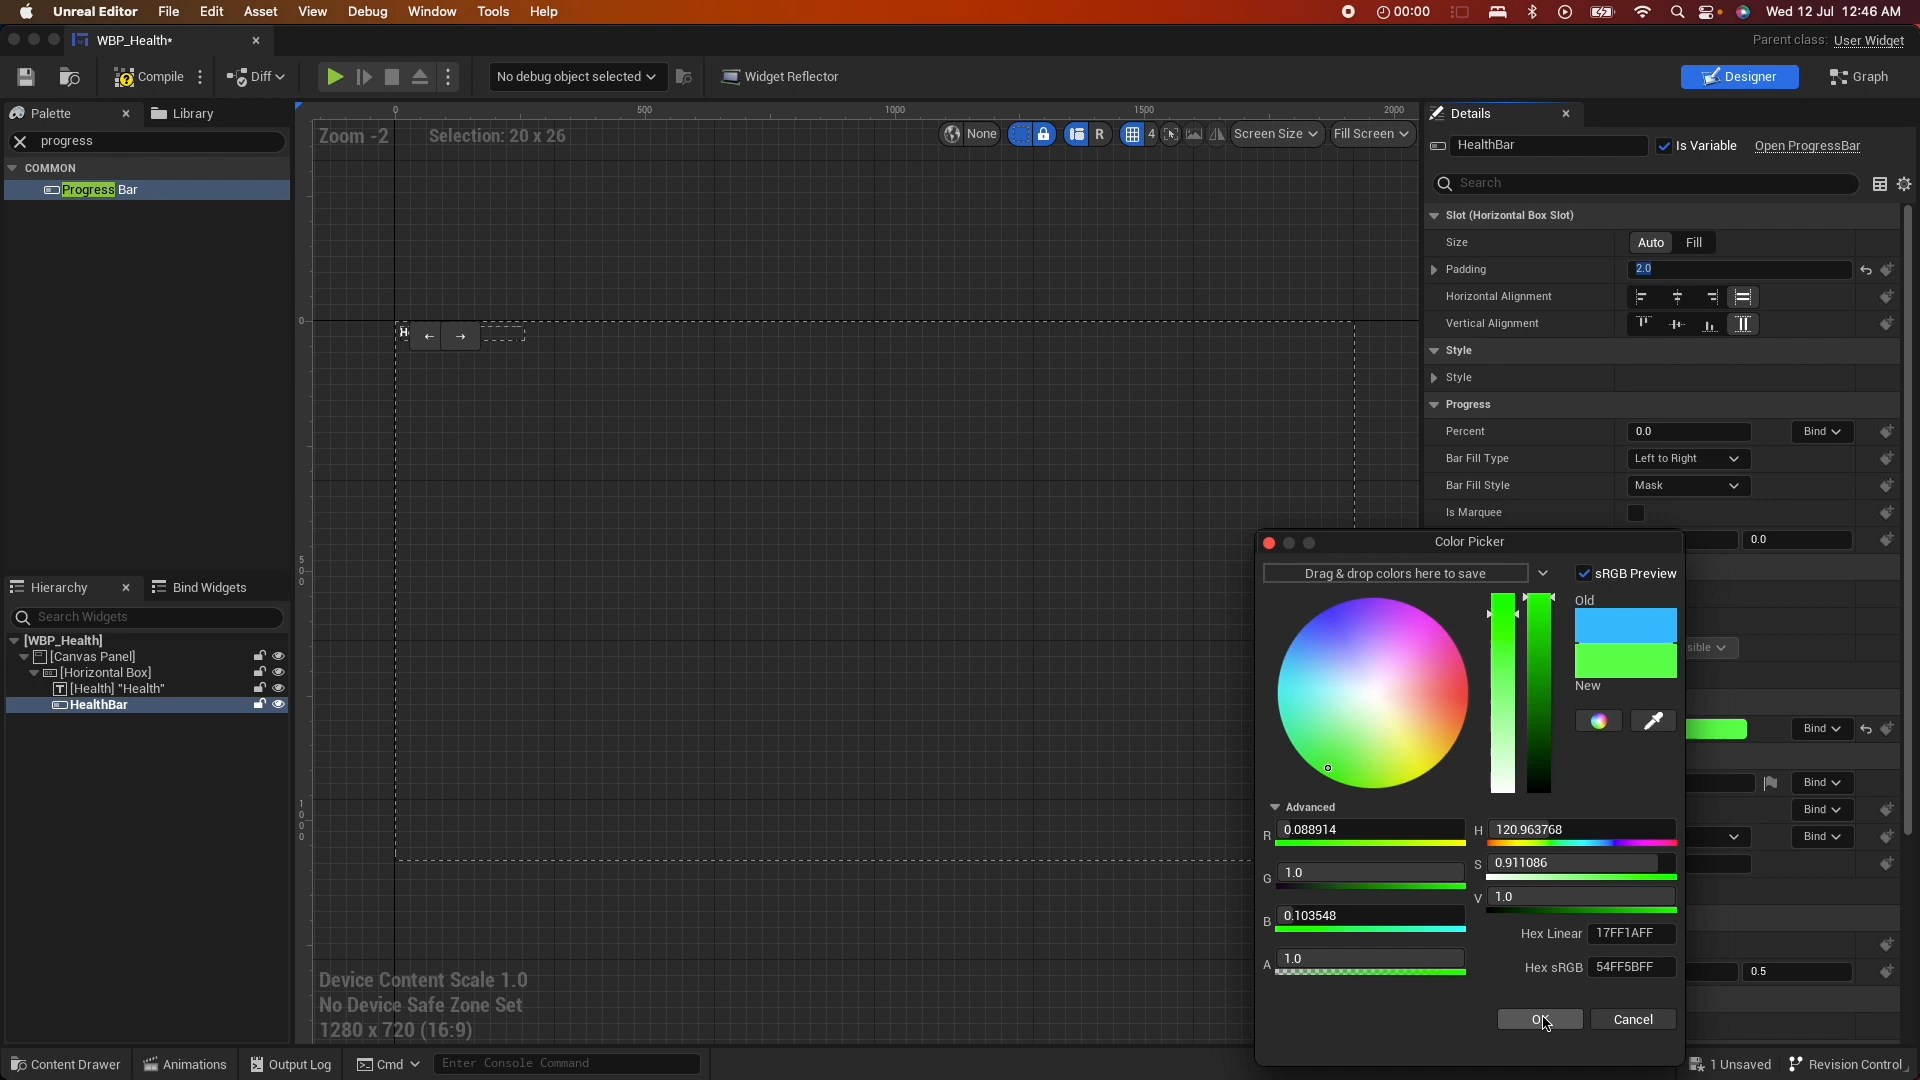 Unreal Editor File Edit Asset View Debug Window Tools Help 00:00 Wed 12 Jul 12:46 AM
WBP_Health* Parent class: User Widget
Compile Diff No debug object selected Widget Reflector Designer Graph
Palette Library Details
progress Zoom -2 Selection: 20 x 26 None R 4 Screen Size Fill Screen HealthBar Is Variable Open ProgressBar
COMMON
Progress Bar
Search
Slot (Horizontal Box Slot)
Size Auto Fill
Padding 2.0
Horizontal Alignment
Vertical Alignment
Style
Style
Progress
Percent 0.0 Bind
Bar Fill Type Left to Right
Bar Fill Style Mask
Is Marquee
0.0
0 500 1000 1500 2000
0
500
1000
Hierarchy Bind Widgets
Search Widgets
[WBP_Health]
[Canvas Panel]
[Horizontal Box]
[Health] "Health"
HealthBar
Color Picker
Drag & drop colors here to save sRGB Preview
Old
New
Advanced
R 0.088914 H 120.963768
G 1.0 S 0.911086
B 0.103548 V 1.0
A 1.0
Hex Linear 17FF1AFF
Hex sRGB 54FF5BFF
OK Cancel
Bind
Bind
Bind
Bind
0.5
Device Content Scale 1.0
No Device Safe Zone Set
1280 x 720 (16:9)
Content Drawer Animations Output Log Cmd Enter Console Command 1 Unsaved Revision Control